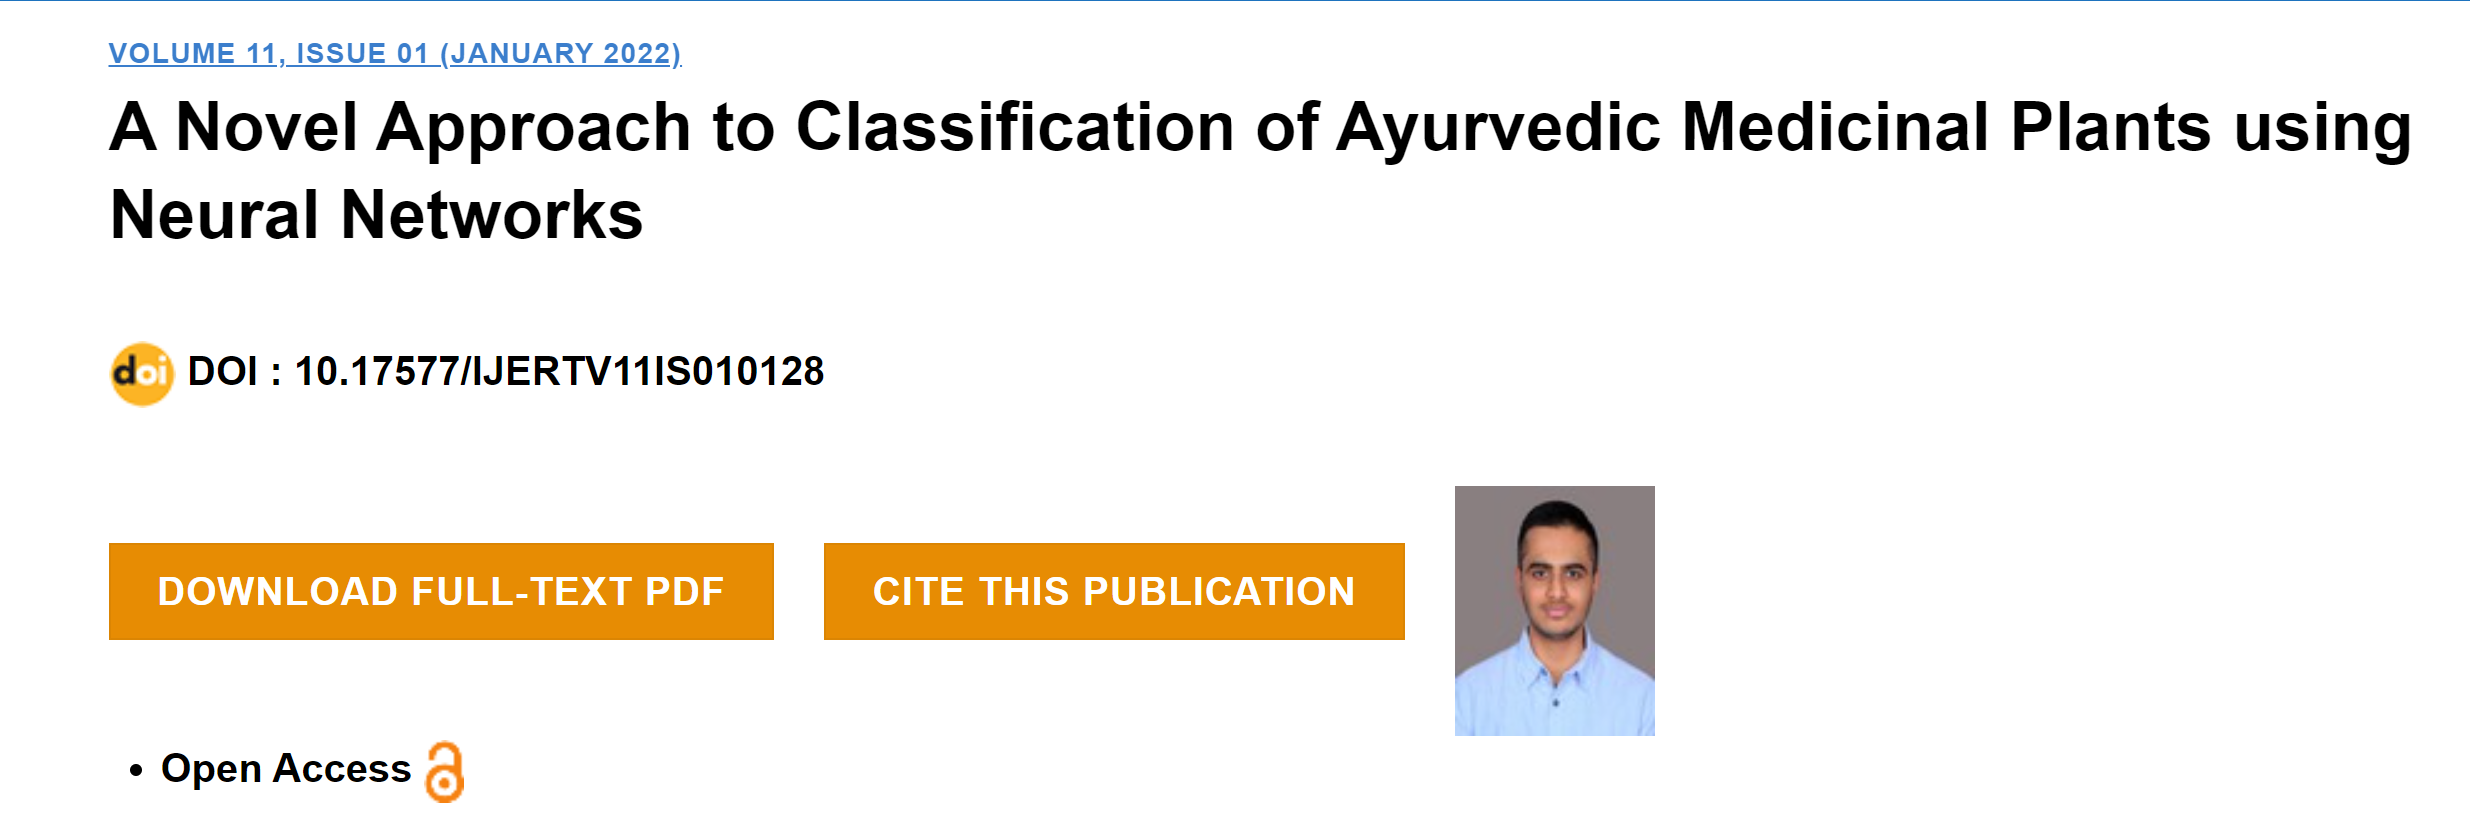 VOLUME 11, ISSUE 01 (JANUARY 2022)
A Novel Approach to Classification of Ayurvedic Medicinal Plants using
Neural Networks
doi DOI : 10.17577/IJERTV11IS010128
DOWNLOAD FULL-TEXT PDF CITE THIS PUBLICATION
• Open Access